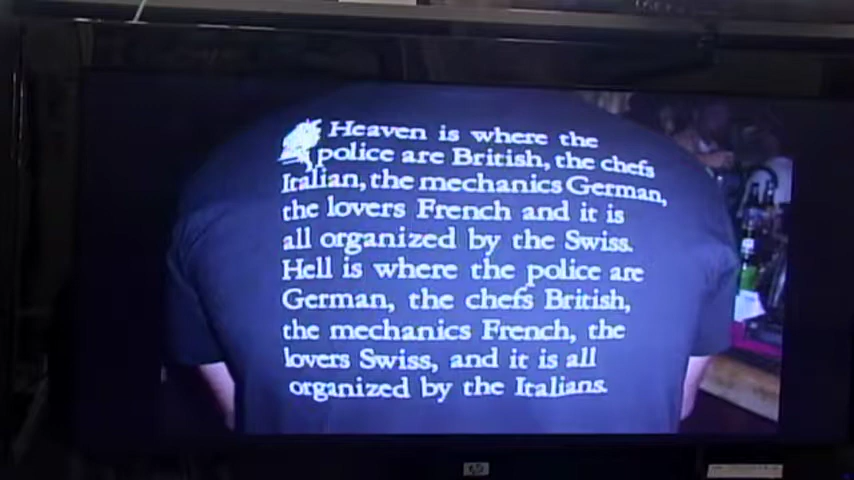 Heaven is where the
police are British, the chefs
Italian, the mechanics German,
the lovers French and it is
all organized by the Swiss.
Hell is where the police are
German, the chefs British,
the mechanics French, the
lovers Swiss, and it is all
organized by the Italians.
hp